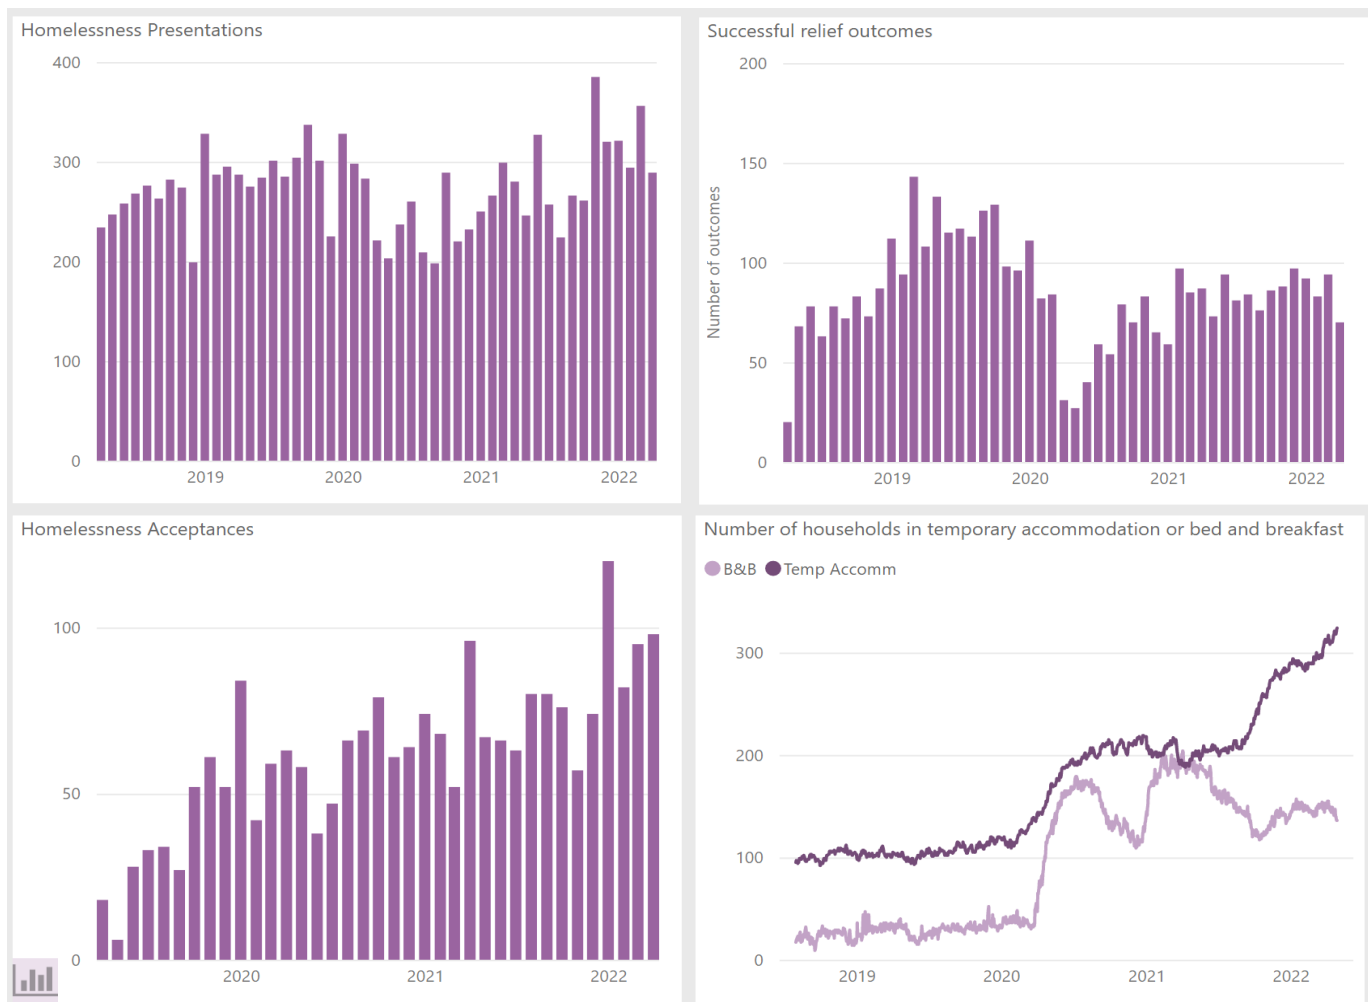 Homelessness Presentations
400
300
200
100
0
2019 2020 2021 2022
Successful relief outcomes
Number of outcomes
200
150
100
50
0
2019 2020 2021 2022
Homelessness Acceptances
100
50
0
2020 2021 2022
Number of households in temporary accommodation or bed and breakfast
B&B Temp Accomm
300
200
100
0
2019 2020 2021 2022